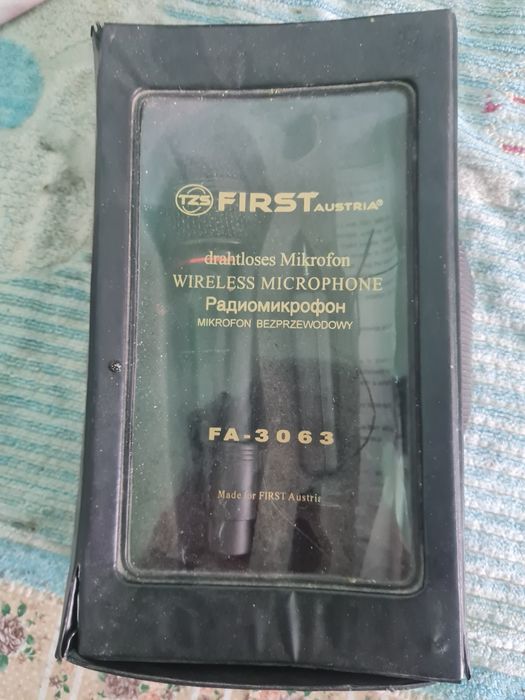 TZS FIRST AUSTRIA®
drahtloses Mikrofon
WIRELESS MICROPHONE
Радиомикрофон
MIKROFON BEZPRZEWODOWY
FA-3063
Made for FIRST Austria